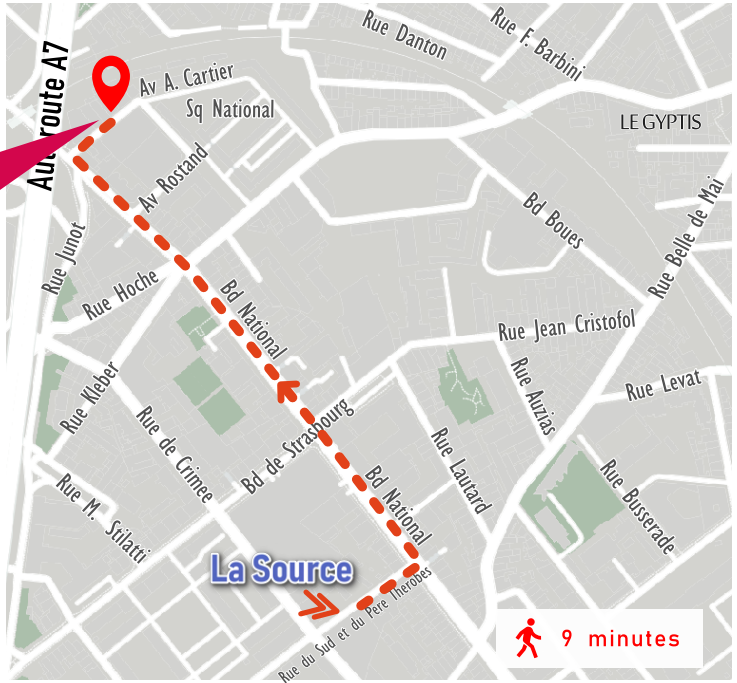 Autoroute A7
Rue Danton
Rue F. Barbini
Av A. Cartier
Sq National
LE GYPTIS
Av Rostand
Bd Boues
Rue Belle de Mai
Rue Junot
Rue Hoche
Bd National
Rue Jean Cristofol
Rue Kleber
Rue Auzias
Rue Levat
Rue de Crimee
Bd de Strasbourg
Rue Lautard
Bd National
Rue Busserade
Rue M. Stilatti
La Source
Rue du Sud et du Pere Therobes
9 minutes